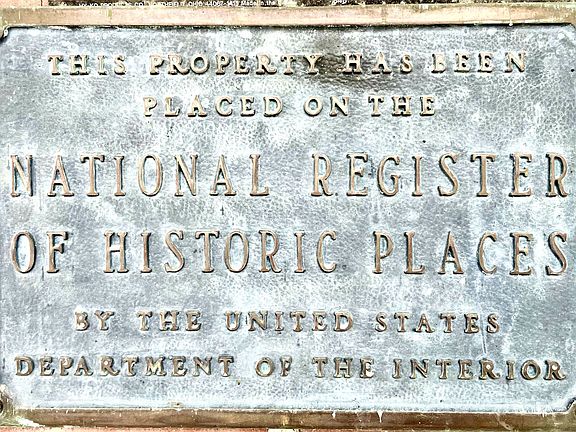 THIS PROPERTY HAS BEEN
PLACED ON THE
NATIONAL REGISTER
OF HISTORIC PLACES
BY THE UNITED STATES
DEPARTMENT OF THE INTERIOR